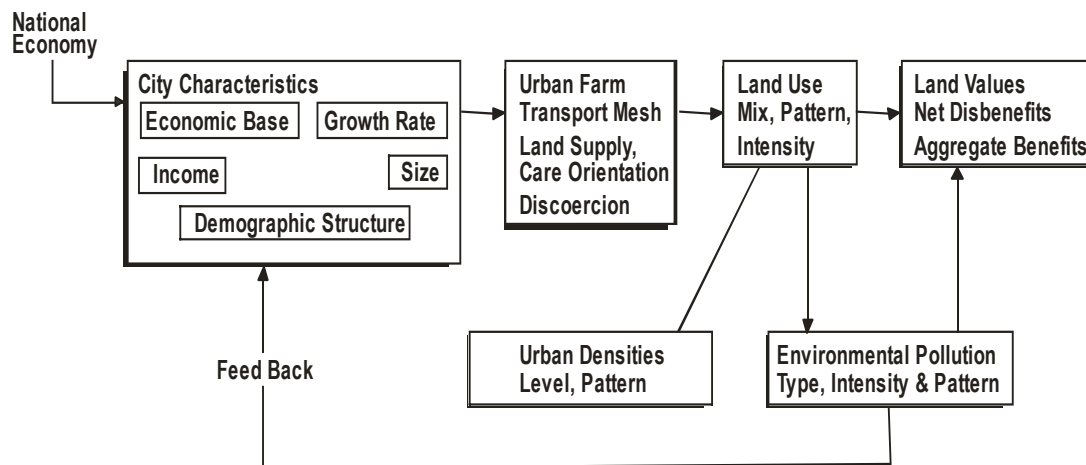 National
Economy
City Characteristics
Economic Base
Growth Rate
Income
Size
Demographic Structure
Urban Farm
Transport Mesh
Land Supply,
Care Orientation
Discoercion
Land Use
Mix, Pattern,
Intensity
Land Values
Net Disbenefits
Aggregate Benefits
Feed Back
Urban Densities
Level, Pattern
Environmental Pollution
Type, Intensity & Pattern